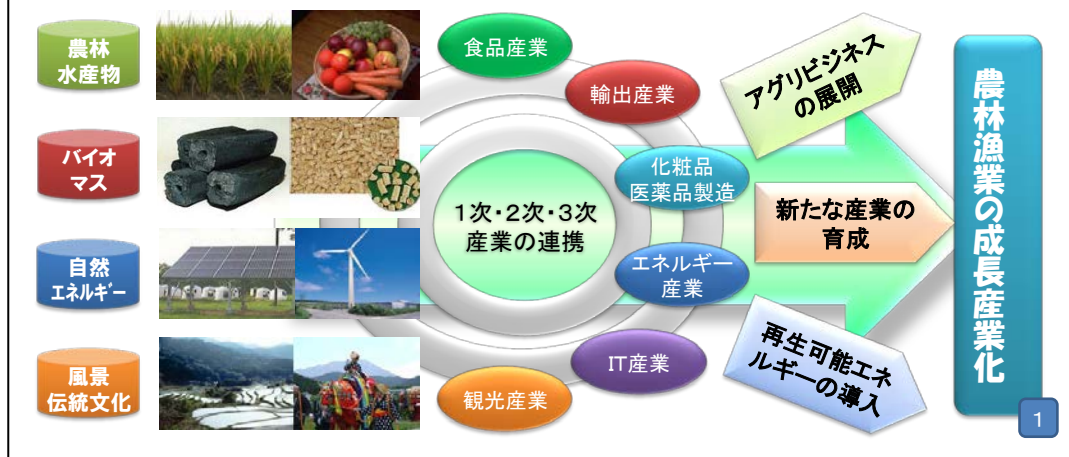 農林
水産物
バイオ
マス
自然
エネルギー
風景
伝統文化
1次・2次・3次
産業の連携
食品産業
輸出産業
化粧品
医薬品製造
エネルギー
産業
IT産業
観光産業
アグリビジネス
の展開
新たな産業の
育成
再生可能エネ
ルギーの導入
農林漁業の成長産業化
1